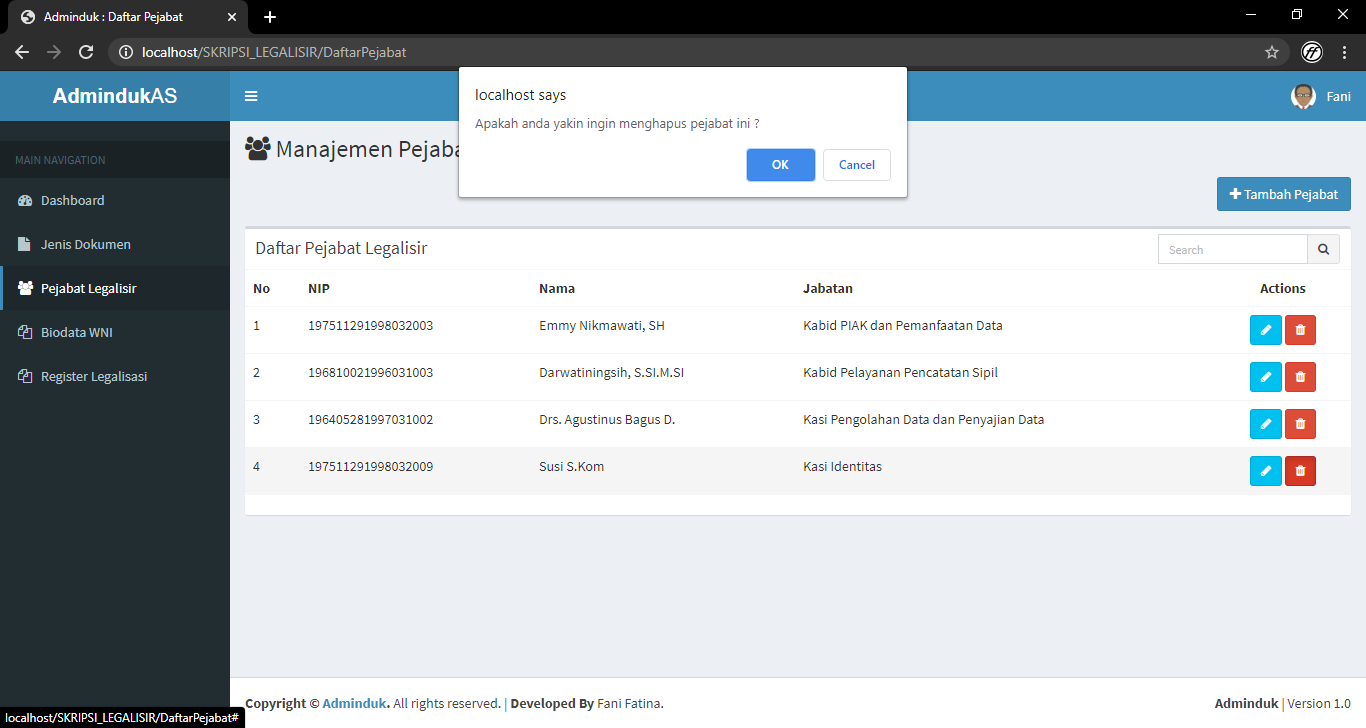 Adminduk : Daftar Pejabat
localhost/SKRIPSI_LEGALISIR/DaftarPejabat
AdmindukAS
Fani
localhost says
Apakah anda yakin ingin menghapus pejabat ini ?
OK
Cancel
MAIN NAVIGATION
Dashboard
Jenis Dokumen
Pejabat Legalisir
Biodata WNI
Register Legalisasi
Manajemen Pejaba
Tambah Pejabat
Daftar Pejabat Legalisir
Search
No NIP Nama Jabatan Actions
1 197511291998032003 Emmy Nikmawati, SH Kabid PIAK dan Pemanfaatan Data
2 196810021996031003 Darwatiningsih, S.SI.M.SI Kabid Pelayanan Pencatatan Sipil
3 196405281997031002 Drs. Agustinus Bagus D. Kasi Pengolahan Data dan Penyajian Data
4 197511291998032009 Susi S.Kom Kasi Identitas
Copyright © Adminduk. All rights reserved. | Developed By Fani Fatina.
Adminduk | Version 1.0
localhost/SKRIPSI_LEGALISIR/DaftarPejabat#